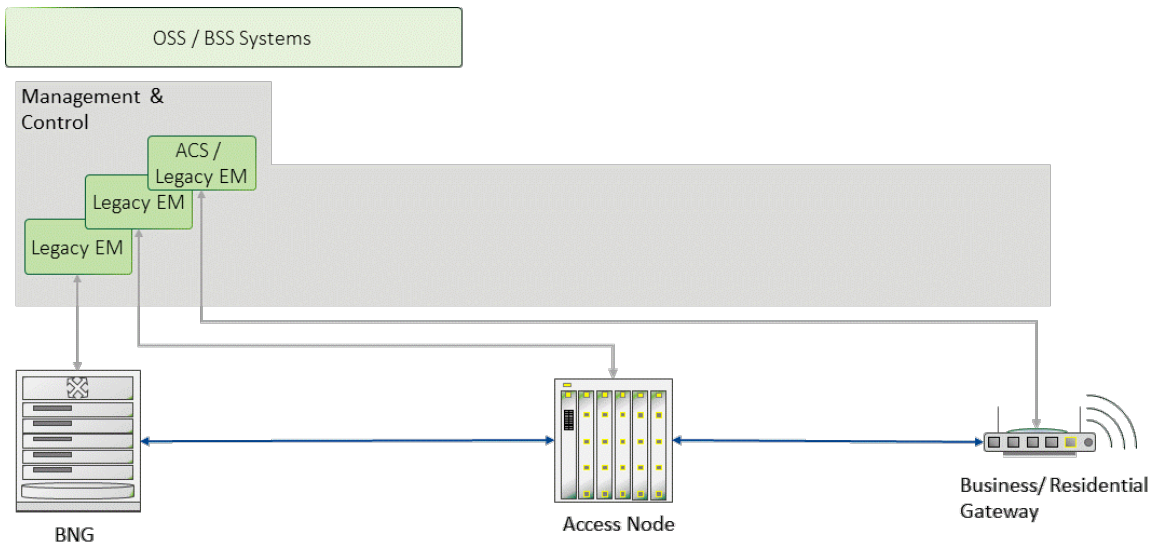 OSS / BSS Systems
Management &
Control
ACS /
Legacy EM
Legacy EM
Legacy EM
BNG
Access Node
Business/ Residential
Gateway